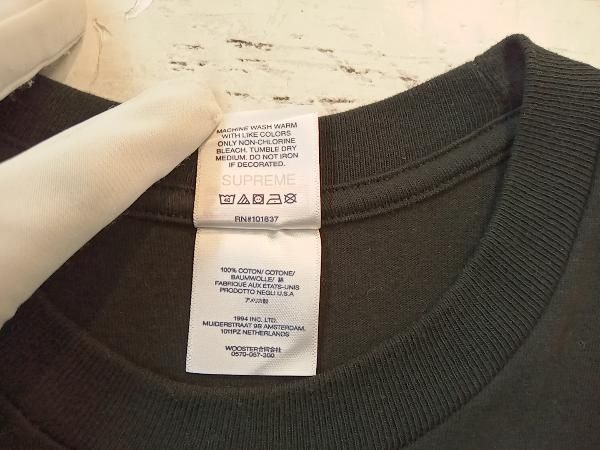 MACHINE WASH WARM
WITH LIKE COLORS
ONLY NON-CHLORINE
BLEACH. TUMBLE DRY
MEDIUM. DO NOT IRON
IF DECORATED.
SUPREME
RN#101837
100% COTON/ COTONE/
BAUMWOLLE/ 綿
FABRIQUE AUX ETATS-UNIS
PRODOTTO NEGLI U.S.A
アメリカ製
1994 INC. LTD.
MUIDERSTRAAT 9B AMSTERDAM.
1011PZ NETHERLANDS
WOOSTER合同会社
0570-057-300